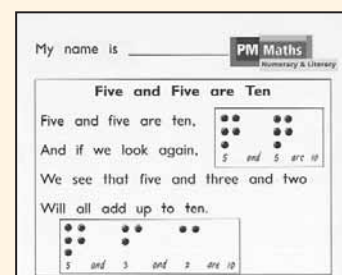 My name is
PM Maths
Numeracy & Literacy
Five and Five are Ten
Five and five are ten,
And if we look again,
5 and 5 are 10
We see that five and three and two
Will all add up to ten.
5 and 3 and 2 are 10